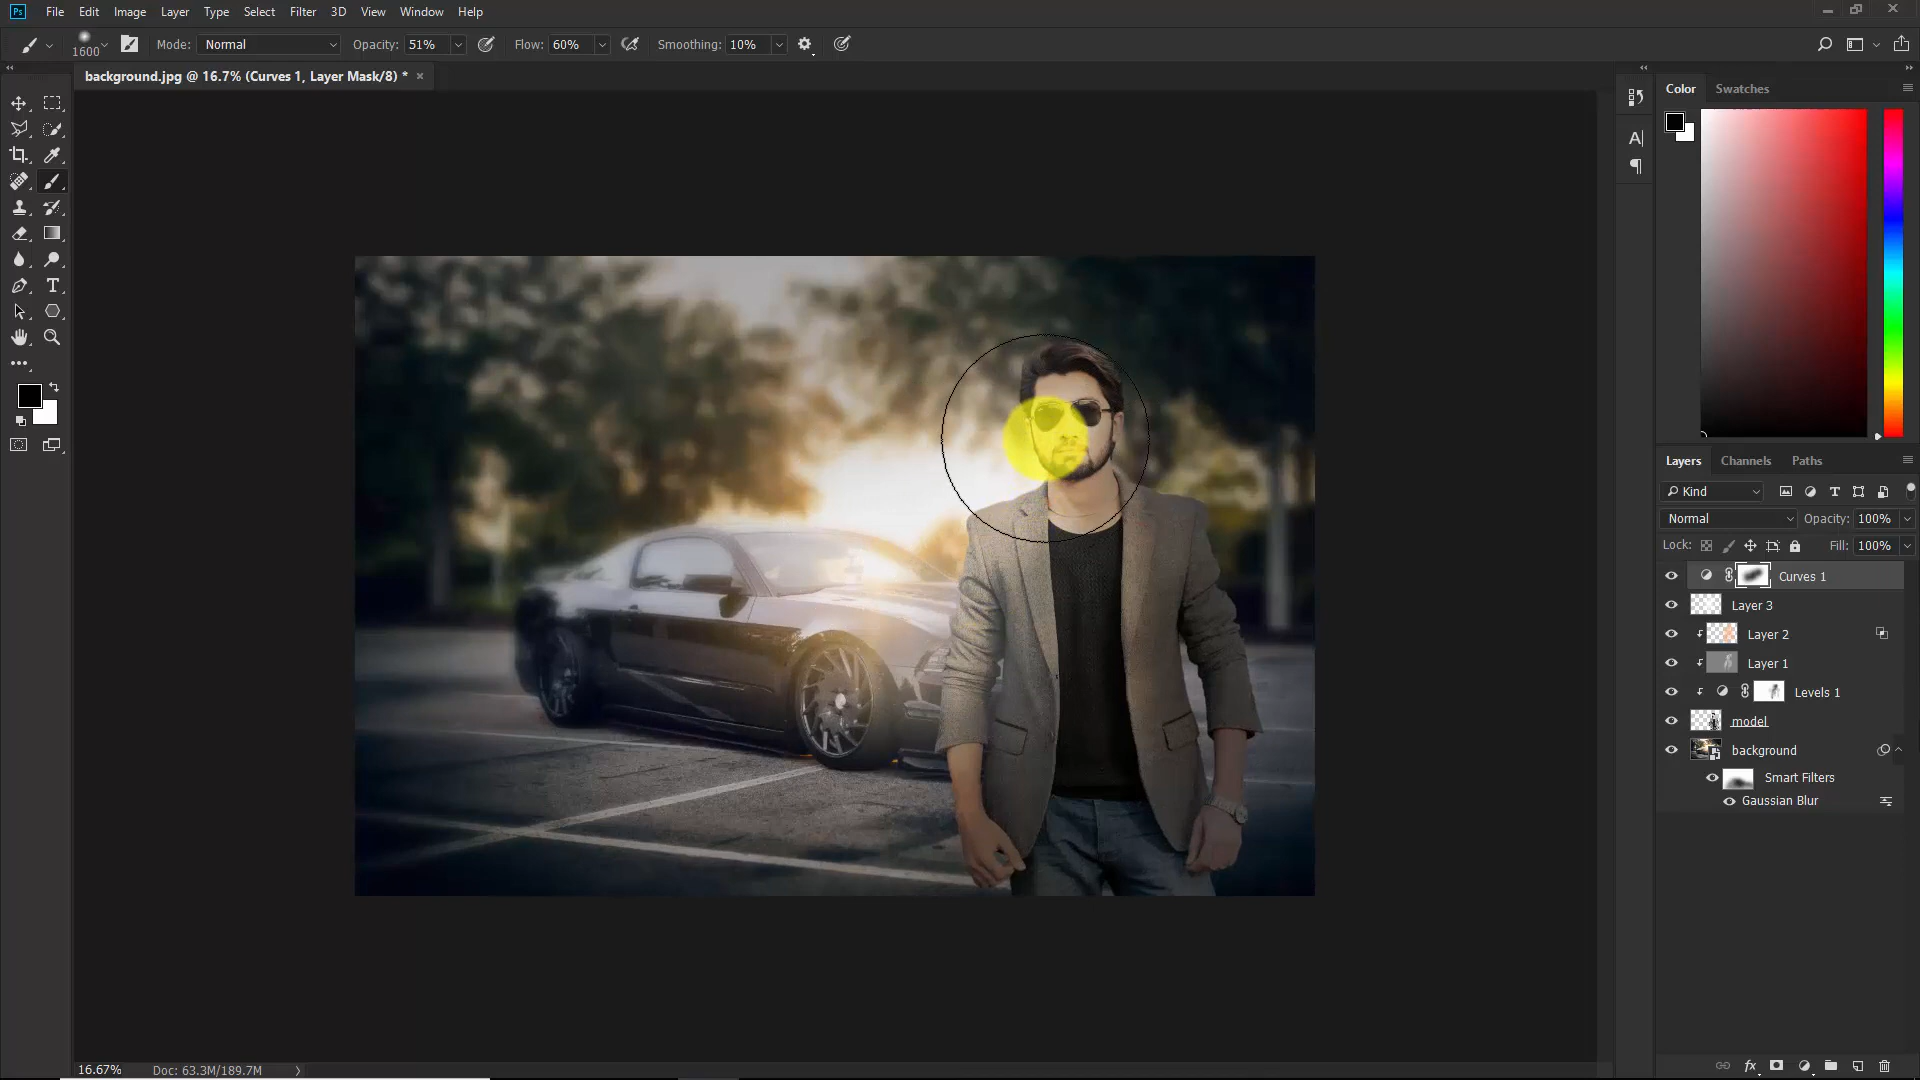 Ps File Edit Image Layer Type Select Filter 3D View Window Help
1600 Mode: Normal Opacity: 51% Flow: 60% Smoothing: 10%
background.jpg @ 16.7% (Curves 1, Layer Mask/8) * ×
Color Swatches
Layers Channels Paths
Kind
Normal Opacity: 100%
Lock: Fill: 100%
Curves 1
Layer 3
Layer 2
Layer 1
Levels 1
model
background
Smart Filters
Gaussian Blur
16.67% Doc: 63.3M/189.7M